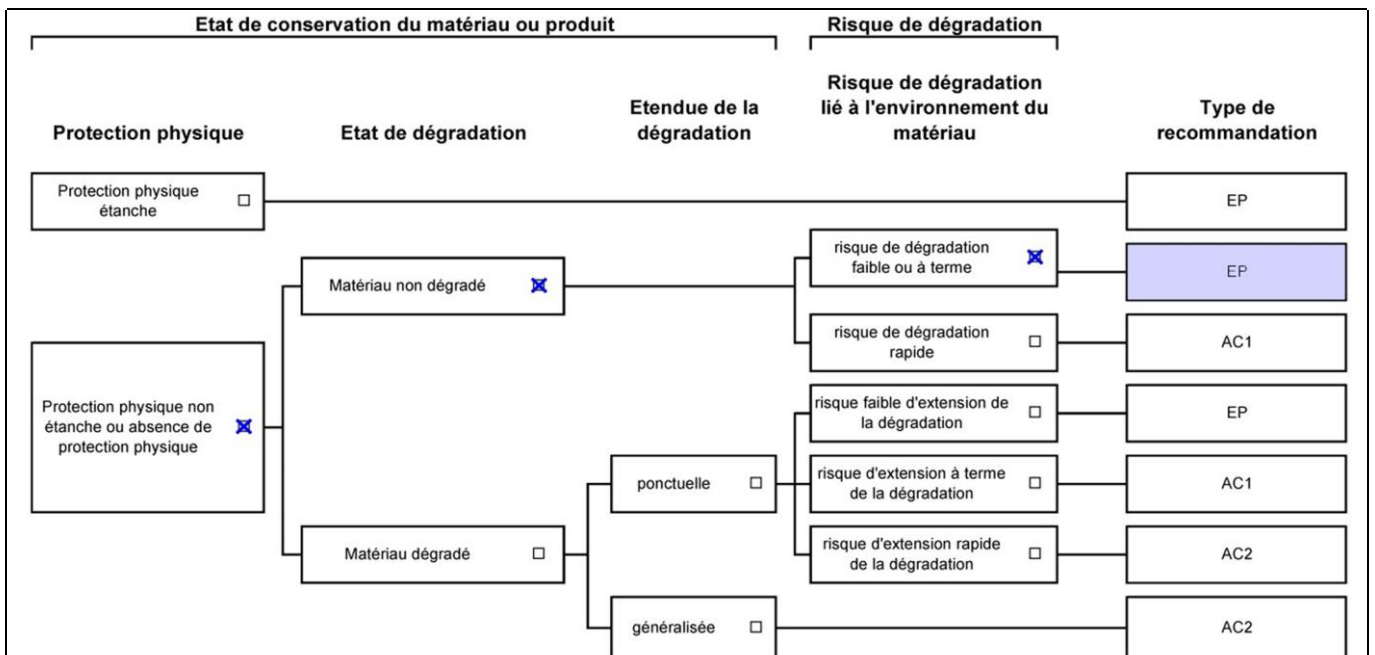 Etat de conservation du matériau ou produit
Risque de dégradation
Protection physique
Etat de dégradation
Etendue de la
dégradation
Risque de dégradation
lié à l'environnement du
matériau
Type de
recommandation
Protection physique
étanche
EP
risque de dégradation
faible ou à terme
EP
Matériau non dégradé
risque de dégradation
rapide
AC1
Protection physique non
étanche ou absence de
protection physique
risque faible d'extension de
la dégradation
EP
ponctuelle
risque d'extension à terme
de la dégradation
AC1
Matériau dégradé
risque d'extension rapide
de la dégradation
AC2
généralisée
AC2